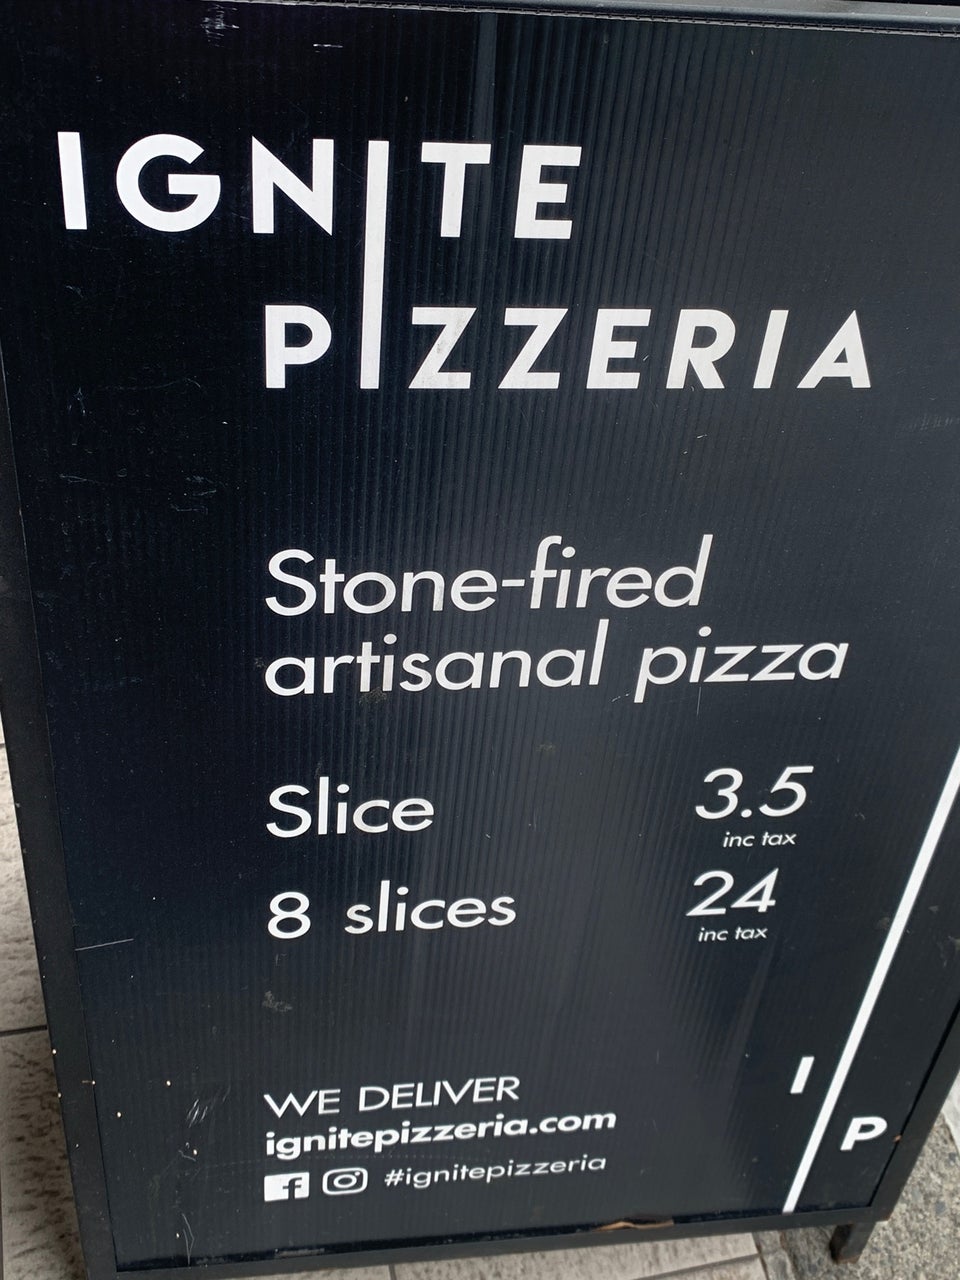 IGNITE
PIZZERIA
Stone-fired
artisanal pizza
Slice 3.5
inc tax
8 slices 24
inc tax
WE DELIVER
ignitepizzeria.com
#ignitepizzeria
I
P